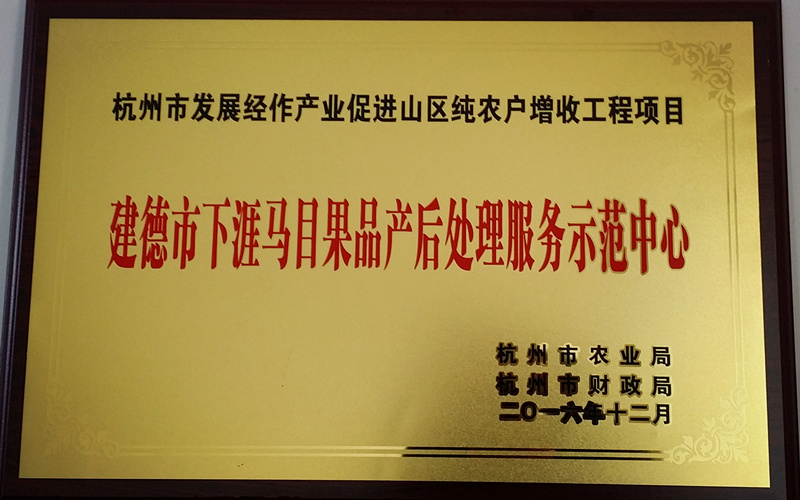 杭州市发展经作产业促进山区纯农户增收工程项目
建德市下涯马目果品产后处理服务示范中心
杭州市农业局
杭州市财政局
二〇一六年十二月